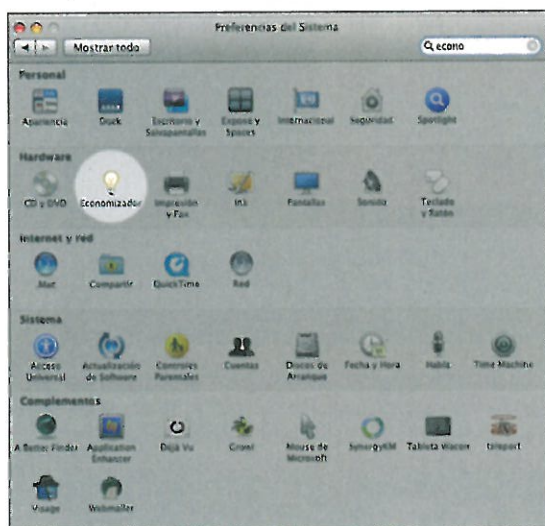 Preferencias del Sistema
Mostrar todo
econo
Personal
Apariencia Dock Escritorio y Salvapantallas Exposé y Spaces Internacional Seguridad Spotlight
Hardware
CD y DVD Economizador Impresión y Fax Ink Pantallas Sonido Teclado y Ratón
Internet y red
.Mac Compartir QuickTime Red
Sistema
Acceso Universal Actualización de Software Controles Parentales Cuentas Discos de Arranque Fecha y Hora Habla Time Machine
Complementos
A Better Finder Application Enhancer Déjà Vu Growl Mouse de Microsoft SynergyKM Tableta Wacom teleport
Visage Webmailer